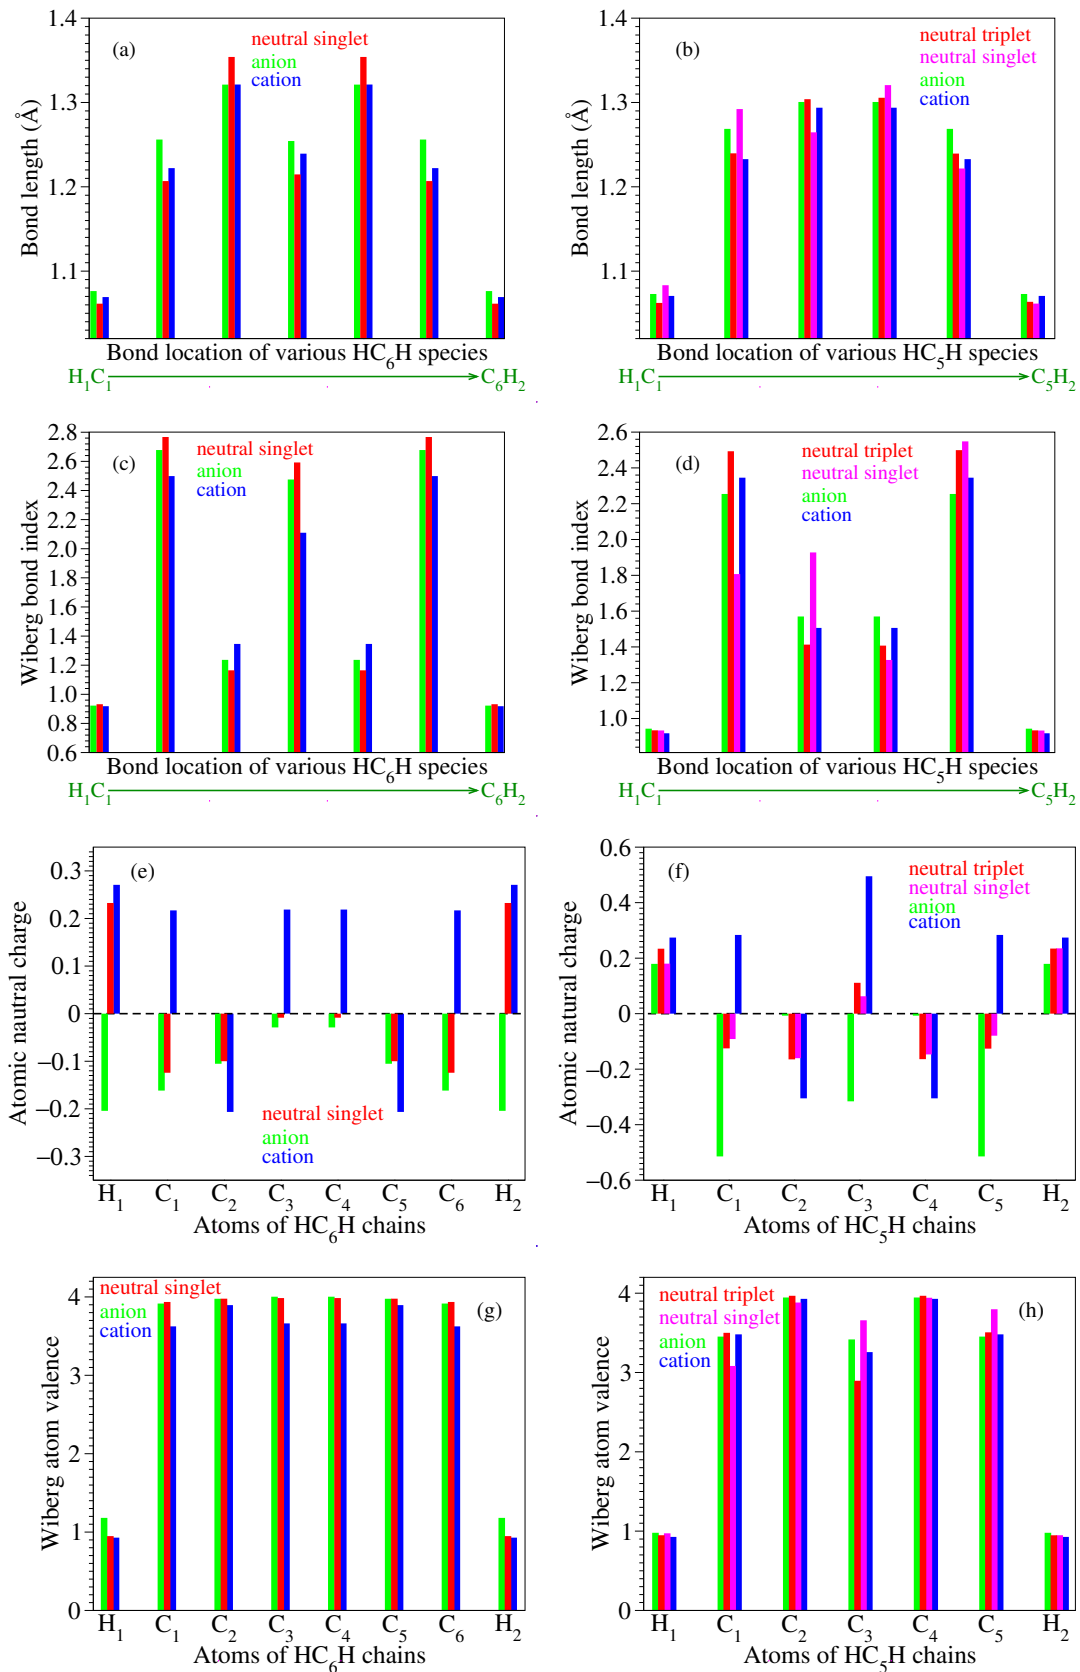 (a)
neutral singlet
anion
cation
1.4
1.3
1.2
1.1
Bond length (Å)
Bond location of various HC6H species
H1C1
C6H2
(b)
neutral triplet
neutral singlet
anion
cation
1.4
1.3
1.2
1.1
Bond length (Å)
Bond location of various HC5H species
H1C1
C5H2
(c)
neutral singlet
anion
cation
2.8
2.6
2.4
2.2
2.0
1.8
1.6
1.4
1.2
1.0
0.8
0.6
Wiberg bond index
Bond location of various HC6H species
H1C1
C6H2
(d)
neutral triplet
neutral singlet
anion
cation
2.6
2.4
2.2
2.0
1.8
1.6
1.4
1.2
1.0
Wiberg bond index
Bond location of various HC5H species
H1C1
C5H2
(e)
0.3
0.2
0.1
0
−0.1
−0.2
−0.3
Atomic nautral charge
neutral singlet
anion
cation
H1 C1 C2 C3 C4 C5 C6 H2
Atoms of HC6H chains
(f)
neutral triplet
neutral singlet
anion
cation
0.6
0.4
0.2
0
−0.2
−0.4
−0.6
Atomic natural charge
H1 C1 C2 C3 C4 C5 H2
Atoms of HC5H chains
neutral singlet
anion
cation
(g)
4
3
2
1
0
Wiberg atom valence
H1 C1 C2 C3 C4 C5 C6 H2
Atoms of HC6H chains
neutral triplet
neutral singlet
anion
cation
(h)
4
3
2
1
0
Wiberg atom valence
H1 C1 C2 C3 C4 C5 H2
Atoms of HC5H chains